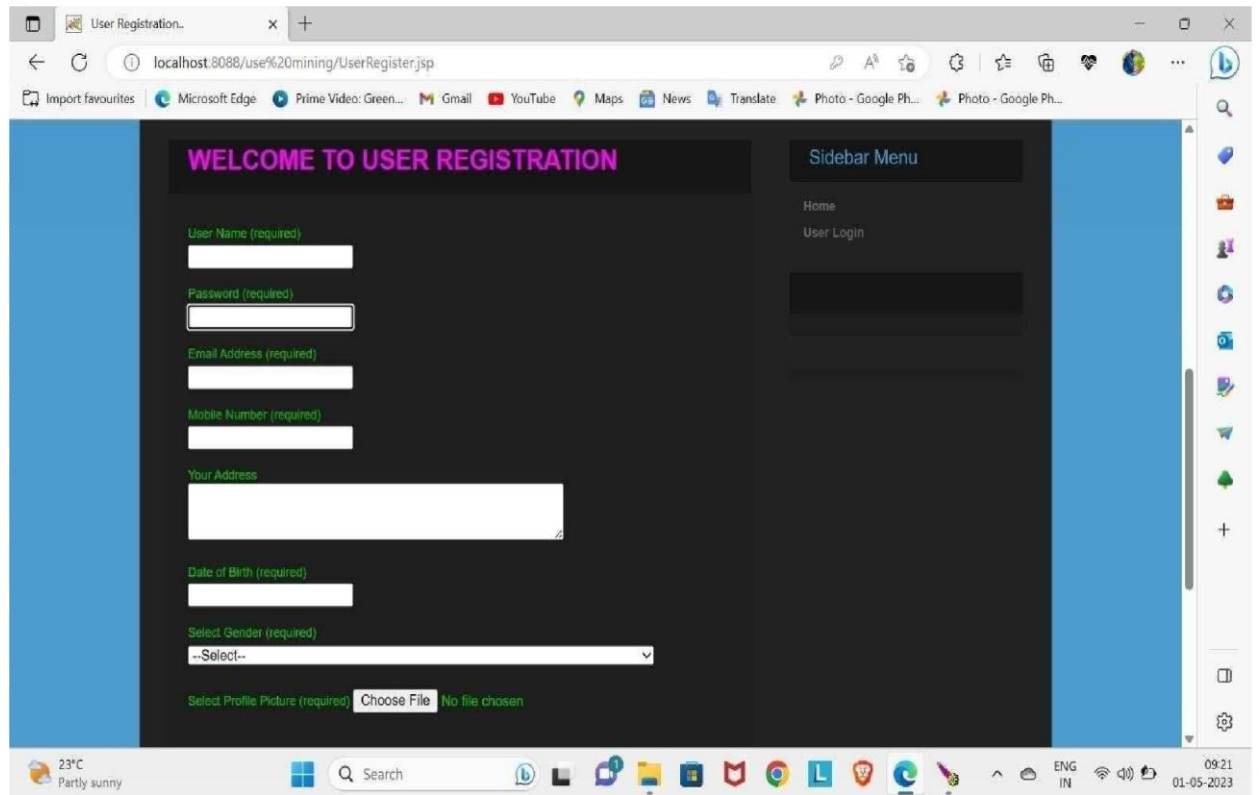 User Registration..
localhost:8088/use%20mining/UserRegister.jsp
Import favourites Microsoft Edge Prime Video: Green... Gmail YouTube Maps News Translate Photo - Google Ph... Photo - Google Ph...
WELCOME TO USER REGISTRATION
Sidebar Menu
Home
User Login
User Name (required)
Password (required)
Email Address (required)
Mobile Number (required)
Your Address
Date of Birth (required)
Select Gender (required)
--Select--
Select Profile Picture (required) Choose File No file chosen
23°C
Partly sunny
Search
1
L
ENG
IN
09:21
01-05-2023